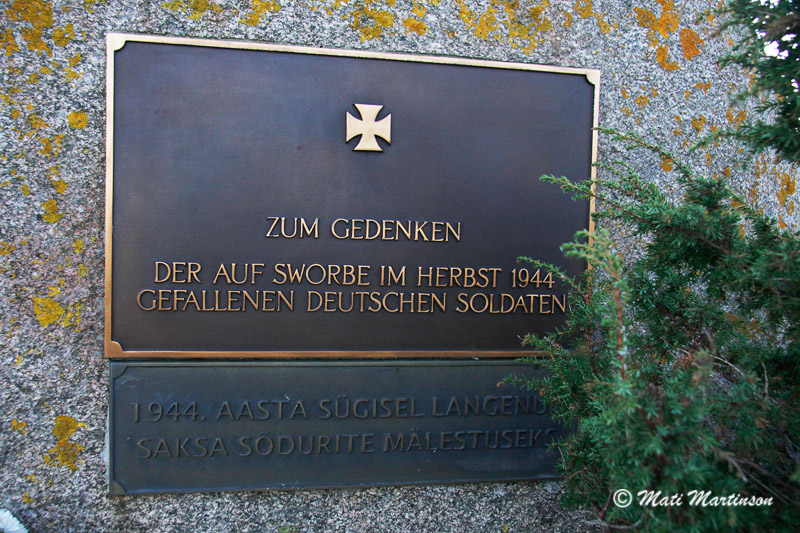 ZUM GEDENKEN
DER AUF SWORBE IM HERBST 1944
GEFALLENEN DEUTSCHEN SOLDATEN
1944. AASTA SÜGISEL LANGENU
SAKSA SÕDURITE MÄLESTUSEKS
© Mati Martinson